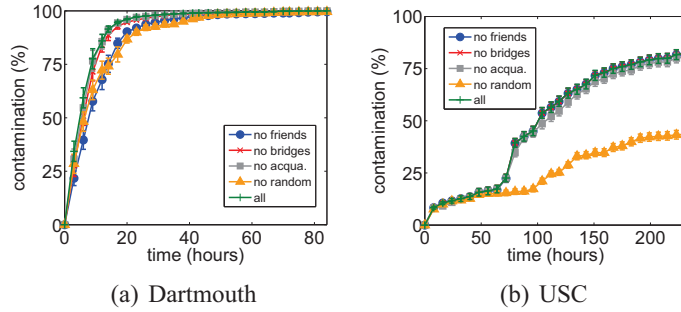 100
75
50
25
0
contamination (%)
no friends
no bridges
no acqua.
no random
all
0 20 40 60 80
time (hours)
(a) Dartmouth
100
75
50
25
0
contamination (%)
no friends
no bridges
no acqua.
no random
all
0 50 100 150 200
time (hours)
(b) USC